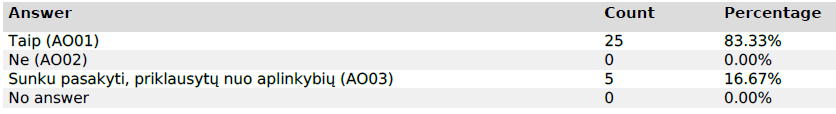 Answer Count Percentage
Taip (AO01) 25 83.33%
Ne (AO02) 0 0.00%
Sunku pasakyti, priklausytų nuo aplinkybių (AO03) 5 16.67%
No answer 0 0.00%